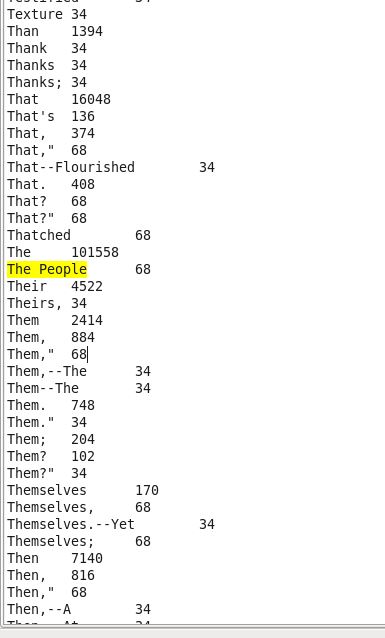 Texture 34
Than 1394
Thank 34
Thanks 34
Thanks; 34
That 16048
That's 136
That, 374
That," 68
That--Flourished 34
That. 408
That? 68
That?" 68
Thatched 68
The 101558
The People 68
Their 4522
Theirs, 34
Them 2414
Them, 884
Them," 68
Them,--The 34
Them--The 34
Them. 748
Them." 34
Them; 204
Them? 102
Them?" 34
Themselves 170
Themselves, 68
Themselves.--Yet 34
Themselves; 68
Then 7140
Then, 816
Then," 68
Then,--A 34